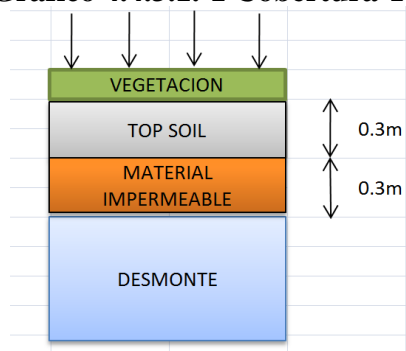 VEGETACION
TOP SOIL
0.3m
MATERIAL
IMPERMEABLE
0.3m
DESMONTE